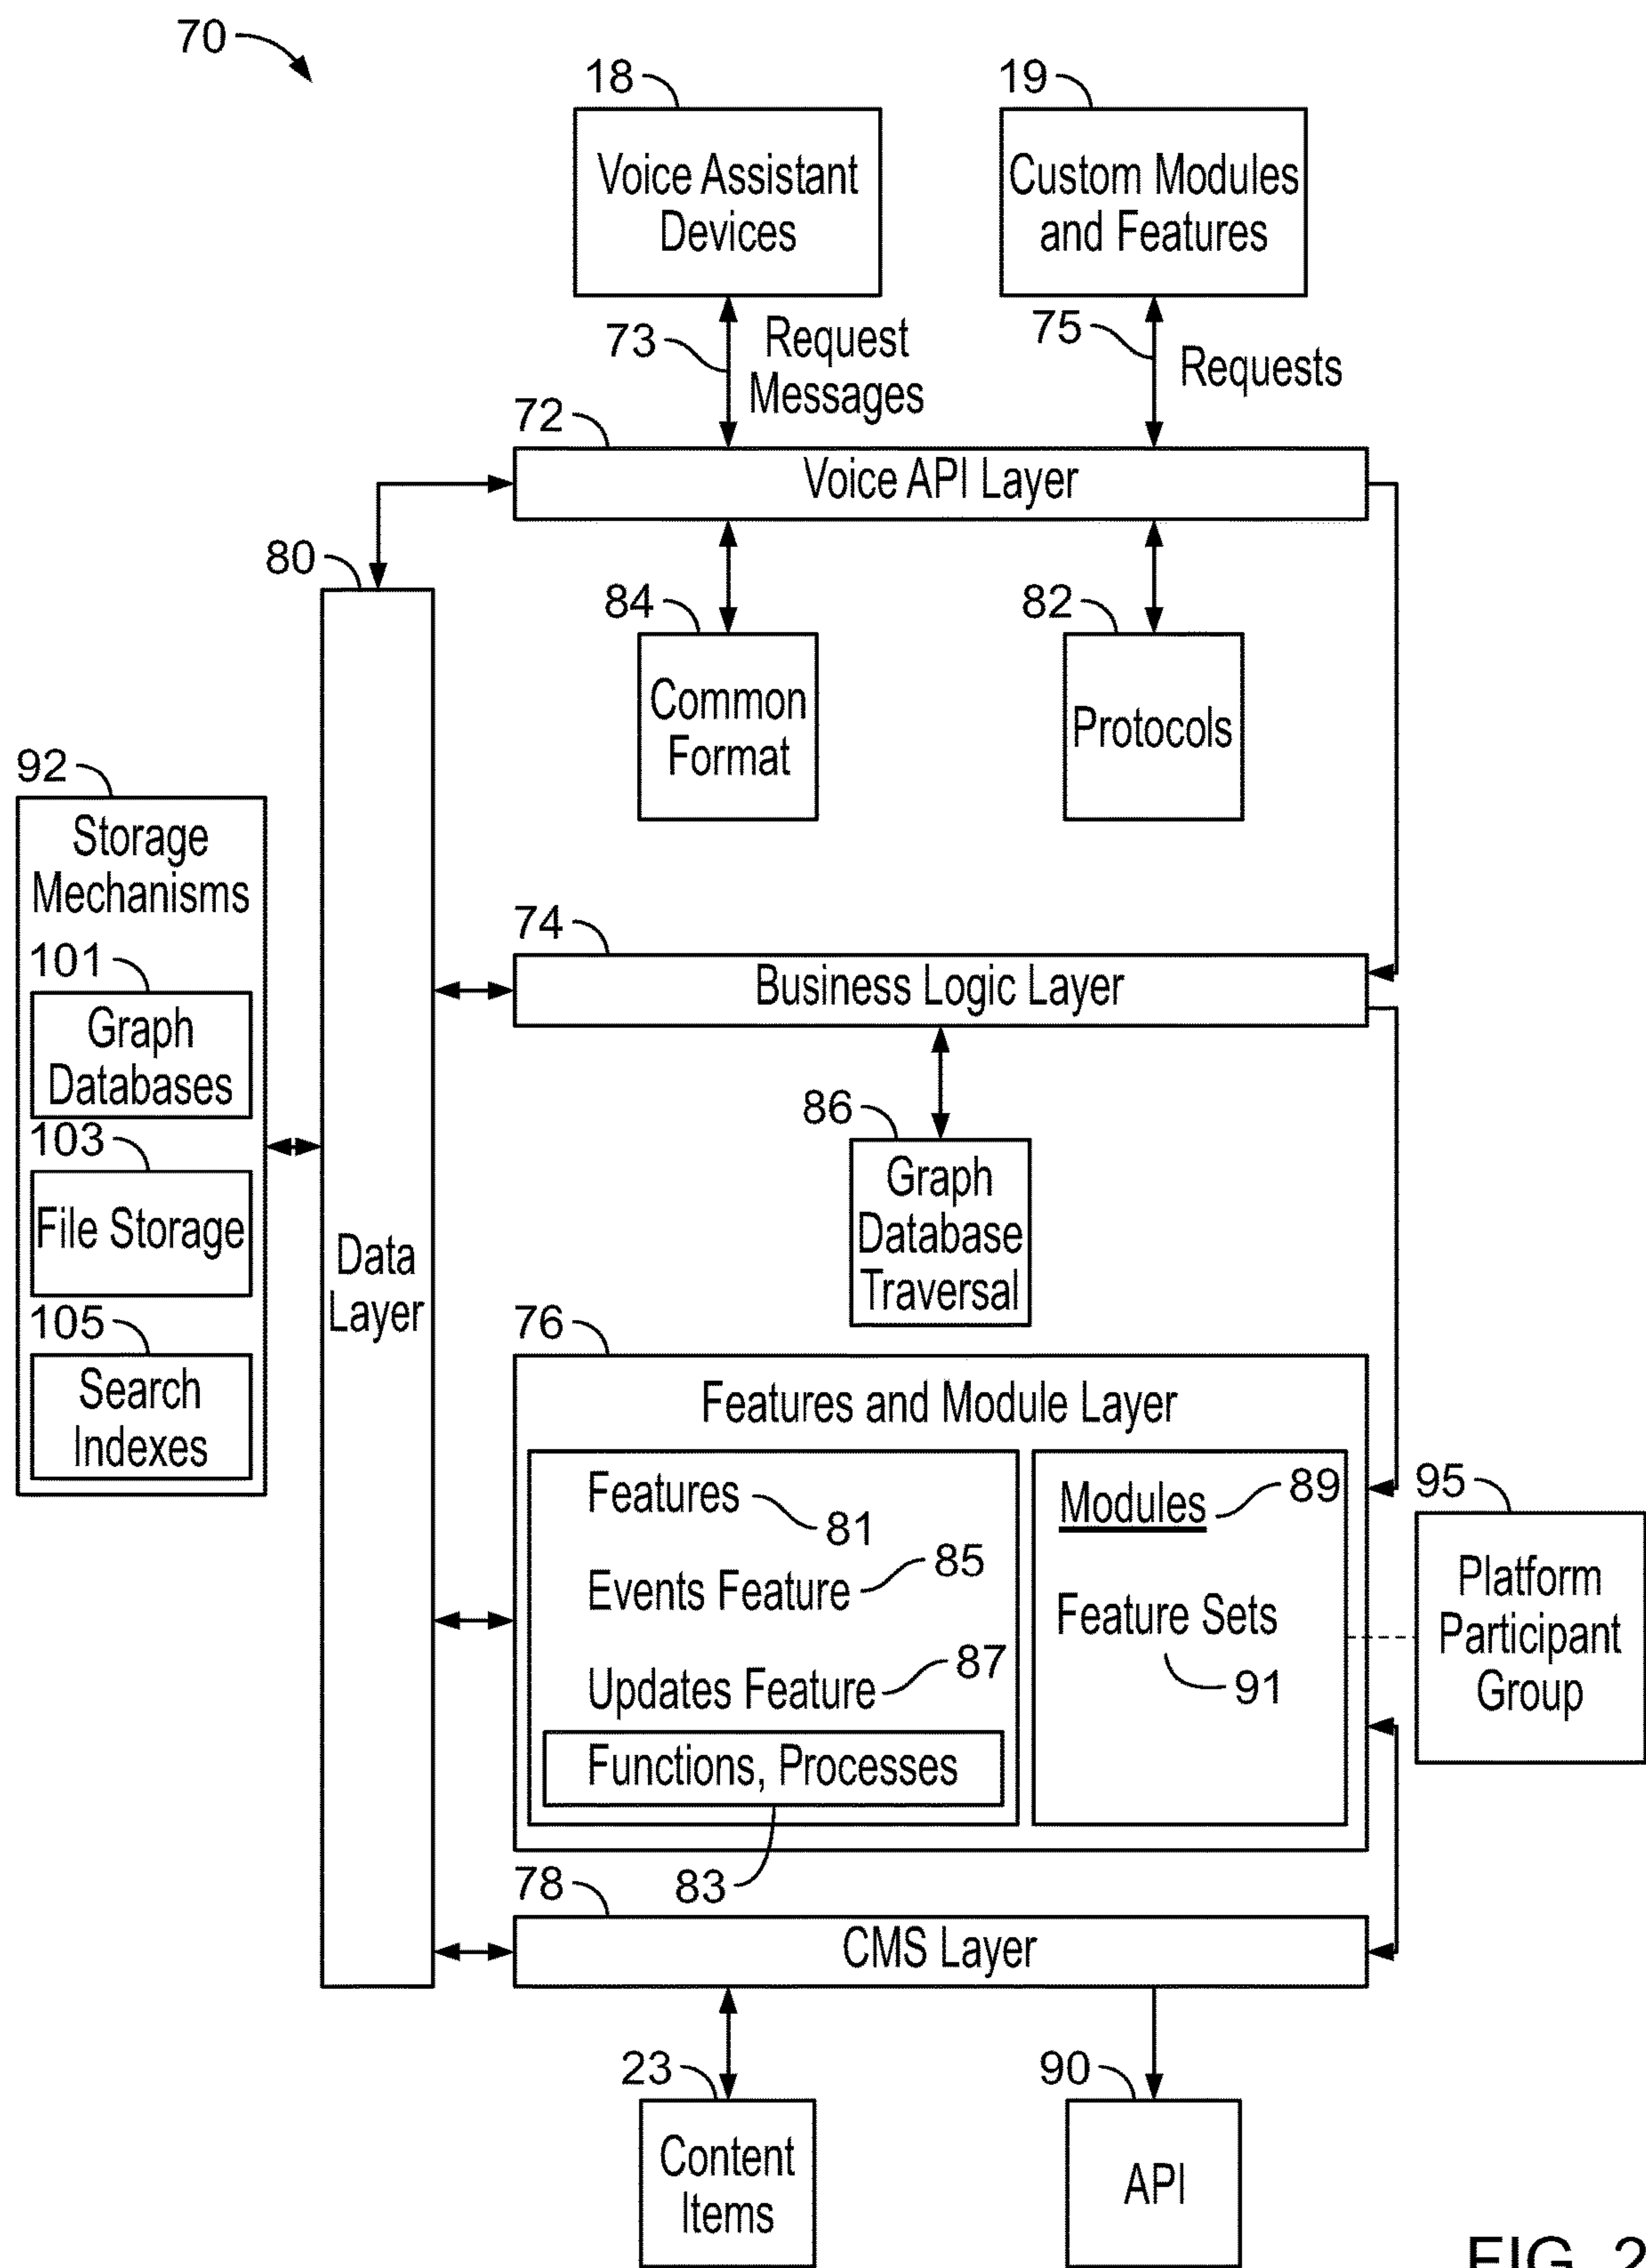 70
18
19
Voice Assistant
Devices
Custom Modules
and Features
73
Request
Messages
75
Requests
72
Voice API Layer
80
84
82
Common
Format
Protocols
92
Storage
Mechanisms
74
Business Logic Layer
101
Graph
Databases
86
Graph
Database
Traversal
103
File Storage
Data
Layer
105
Search
Indexes
76
Features and Module Layer
Features
81
Events Feature
85
Updates Feature
87
Functions, Processes
83
Modules
89
Feature Sets
91
95
Platform
Participant
Group
78
CMS Layer
23
Content
Items
90
API
FIG. 2